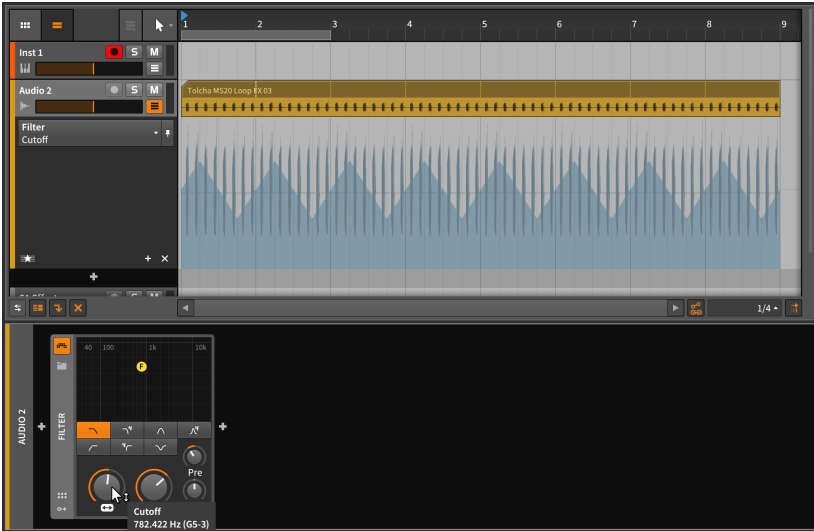 1 2 3 4 5 6 7 8 9
Inst 1
S M
Audio 2
S M
Tolcha MS20 Loop FX 03
Filter
Cutoff
S M
1/4
AUDIO 2
FILTER
40 100 1k 10k
F
Pre
Cutoff
782.422 Hz (G5-3)